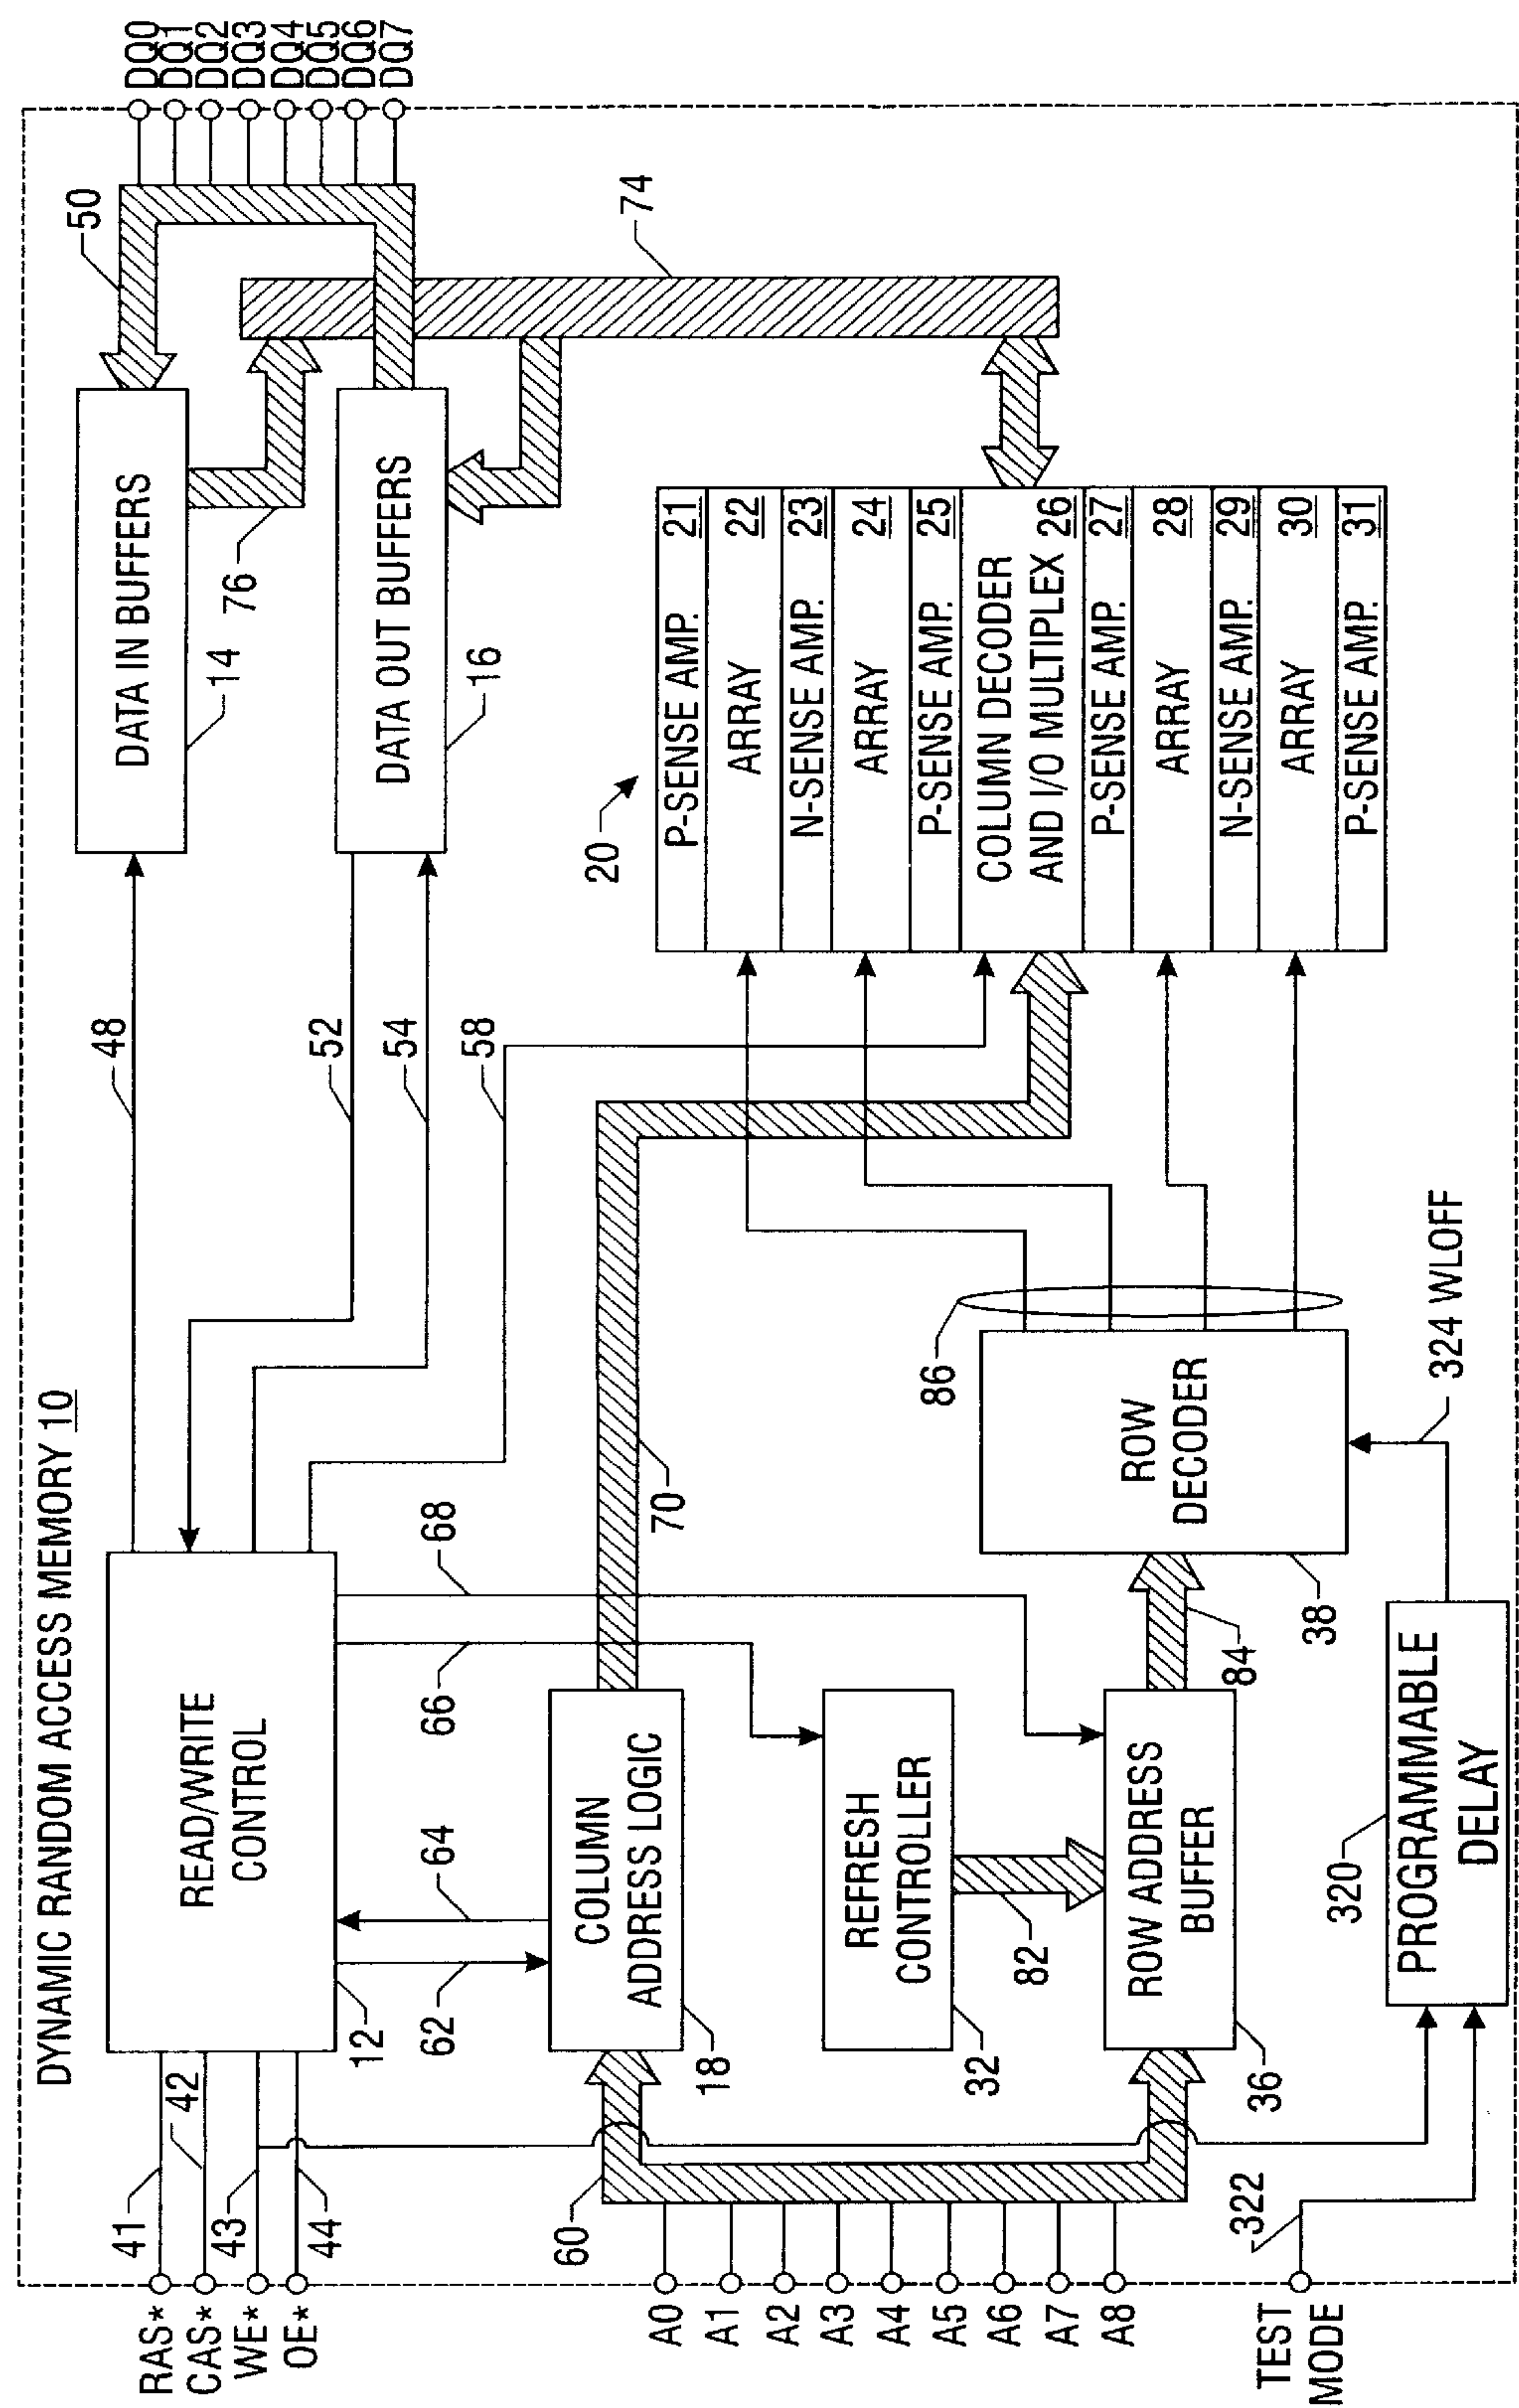 DYNAMIC RANDOM ACCESS MEMORY 10
RAS*
CAS*
WE*
OE*
41
42
43
44
READ/WRITE
CONTROL
12
48
52
54
58
DATA IN BUFFERS
14
76
DATA OUT BUFFERS
16
50
74
DQ0
DQ1
DQ2
DQ3
DQ4
DQ5
DQ6
DQ7
62
64
66
68
A0
A1
A2
A3
A4
A5
A6
A7
A8
60
COLUMN
ADDRESS LOGIC
18
70
REFRESH
CONTROLLER
32
82
ROW ADDRESS
BUFFER
36
84
ROW
DECODER
38
86
20
P-SENSE AMP. 21
ARRAY 22
N-SENSE AMP. 23
ARRAY 24
P-SENSE AMP. 25
COLUMN DECODER
AND I/O MULTIPLEX 26
P-SENSE AMP. 27
ARRAY 28
N-SENSE AMP. 29
ARRAY 30
P-SENSE AMP. 31
TEST
MODE
322
320
PROGRAMMABLE
DELAY
324 WLOFF